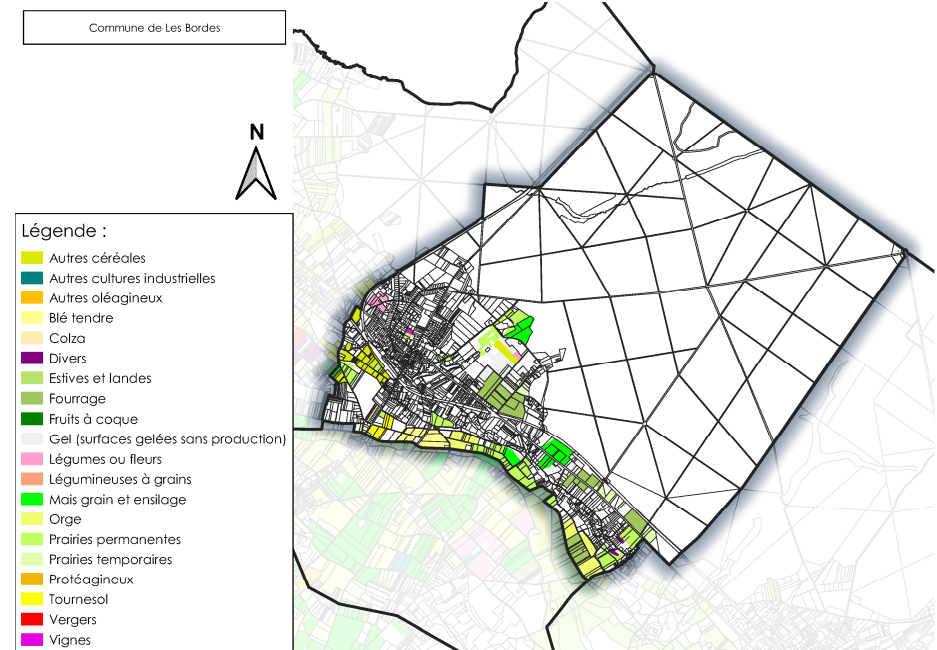 Commune de Les Bordes
N
Légende :
Autres céréales
Autres cultures industrielles
Autres oléagineux
Blé tendre
Colza
Divers
Estives et landes
Fourrage
Fruits à coque
Gel (surfaces gelées sans production)
Légumes ou fleurs
Légumineuses à grains
Mais grain et ensilage
Orge
Prairies permanentes
Prairies temporaires
Protéagineux
Tournesol
Vergers
Vignes